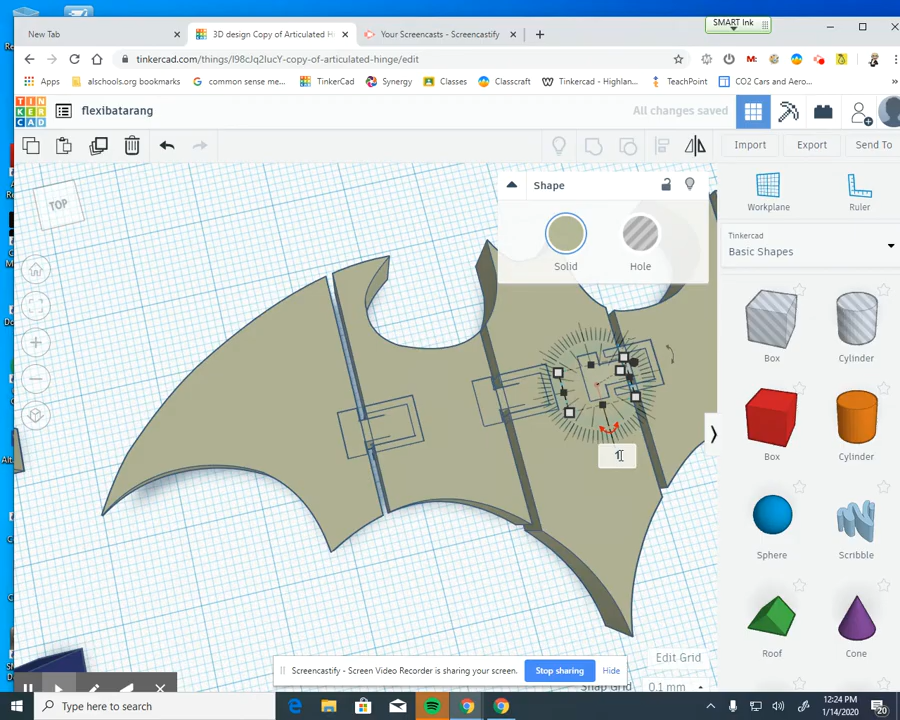 SMART Ink
New Tab
3D design Copy of Articulated H
Your Screencasts - Screencastify
tinkercad.com/things/l98cJq2IucY-copy-of-articulated-hinge/edit
Apps
alschools.org bookmarks
common sense me...
TinkerCad
Synergy
Classes
Classcraft
Tinkercad - Highlan...
TeachPoint
CO2 Cars and Aero...
TIN
KER
CAD
flexibatarang
All changes saved
Import
Export
Send To
TOP
Shape
Solid
Hole
Workplane
Ruler
Tinkercad
Basic Shapes
Box
Cylinder
Box
Cylinder
Sphere
Scribble
Roof
Cone
1
Edit Grid
Snap Grid
0.1 mm
Screencastify - Screen Video Recorder is sharing your screen.
Stop sharing
Hide
Type here to search
12:24 PM
1/14/2020
20